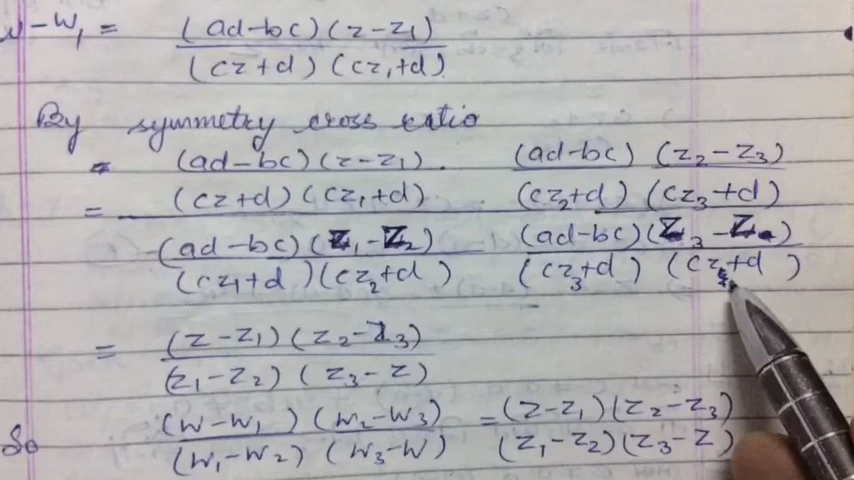 w-w₁ = (ad-bc)(z-z₁)
(cz+d)(cz₁+d)
By symmetry cross ratio
(ad-bc)(z-z₁) . (ad-bc) (z₂-z₃)
= (cz+d)(cz₁+d) (cz₂+d) (cz₃+d)
(ad-bc)(z₁-z₂) (ad-bc)(z₃-z)
(cz₁+d)(cz₂+d) (cz₃+d) (cz+d)
= (z-z₁)(z₂-z₃)
(z₁-z₂) (z₃-z)
So (w-w₁)(w₂-w₃) = (z-z₁)(z₂-z₃)
(w₁-w₂) (w₃-w) (z₁-z₂)(z₃-z)